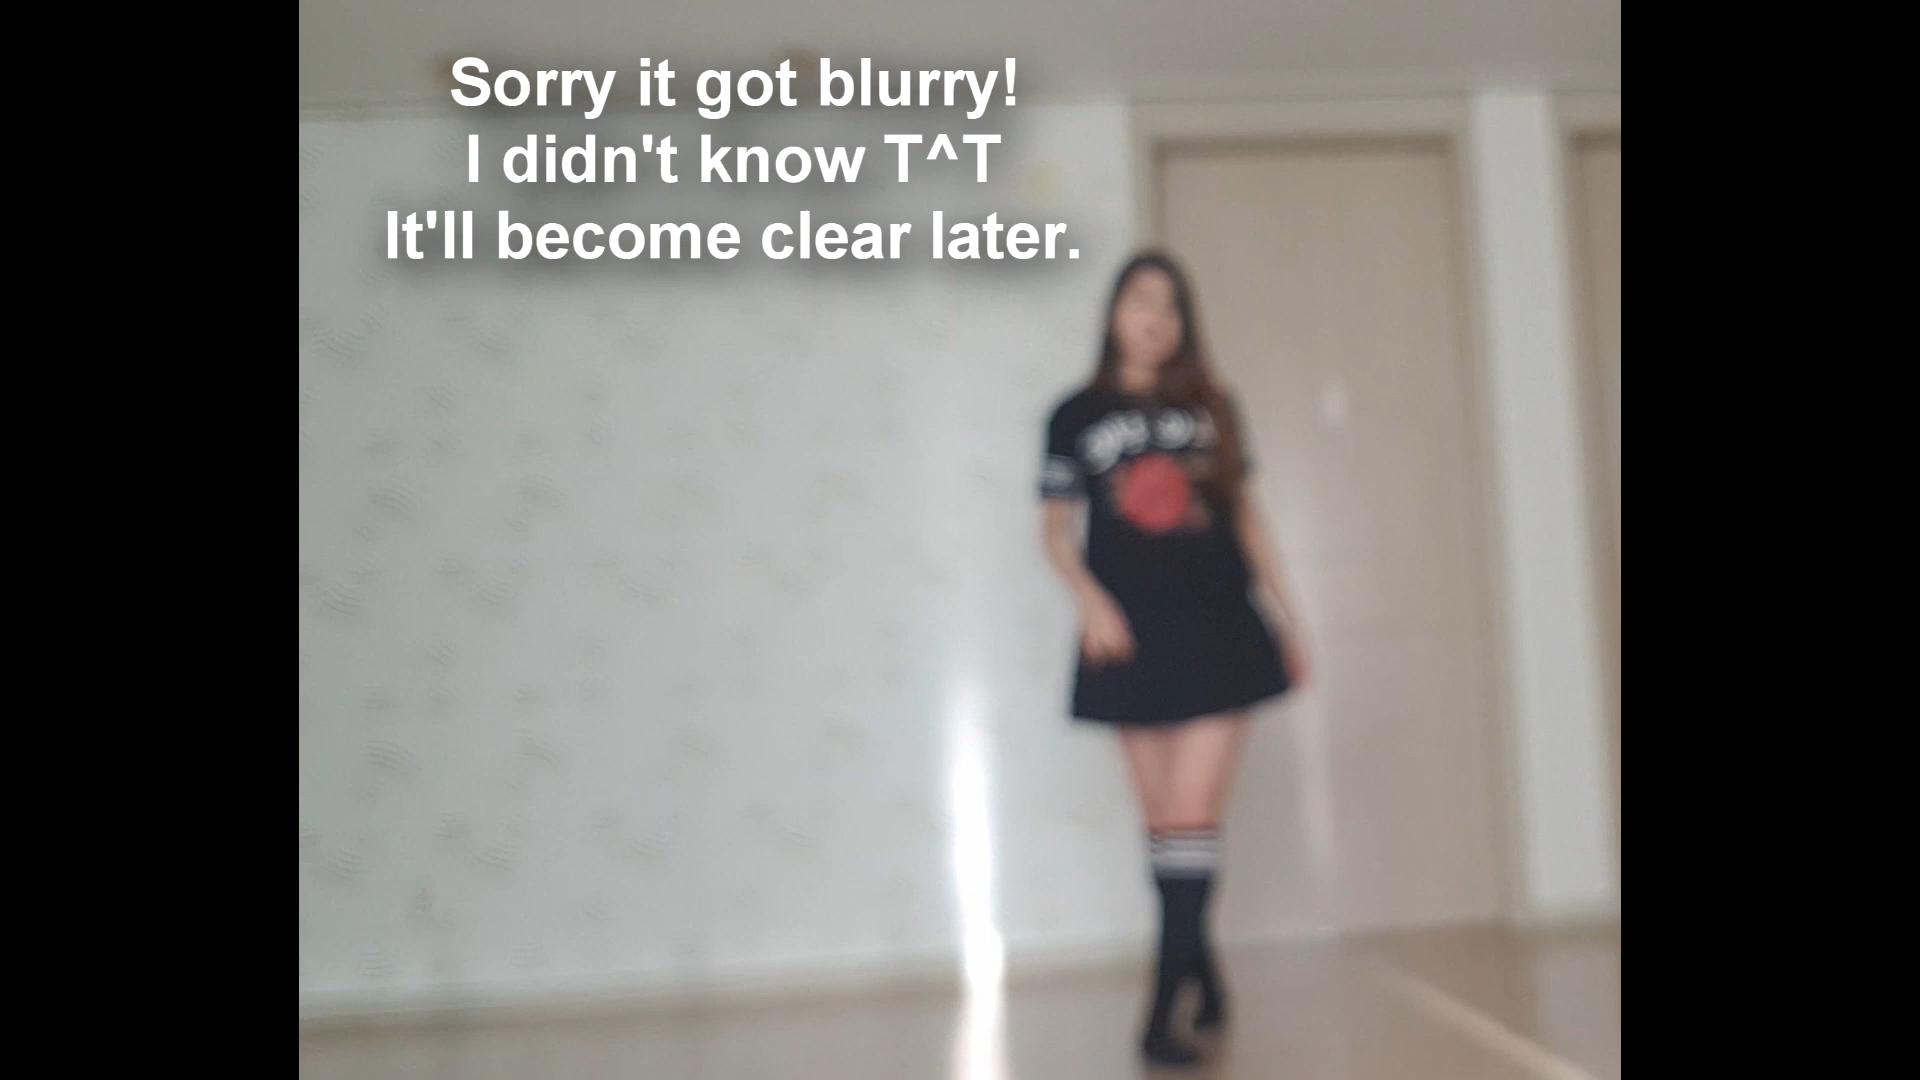 Sorry it got blurry!
I didn't know T^T
It'll become clear later.